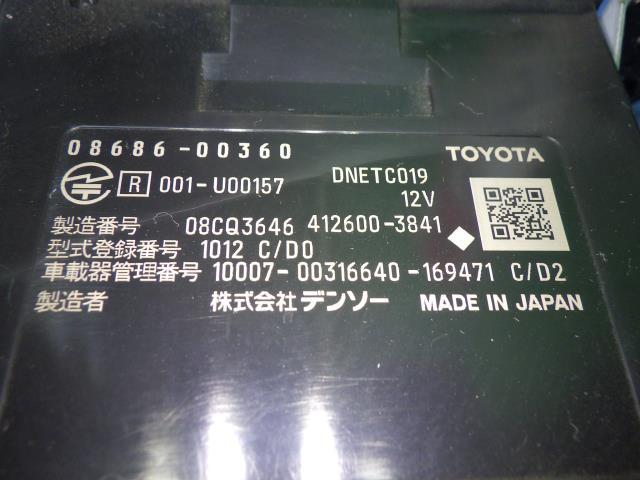 08686-00360 TOYOTA
R 001-U00157 DNETC019
12V
製造番号 08CQ3646 412600-3841
型式登録番号 1012 C/D0
車載器管理番号 10007-00316640-169471 C/D2
製造者 株式会社 デンソー MADE IN JAPAN